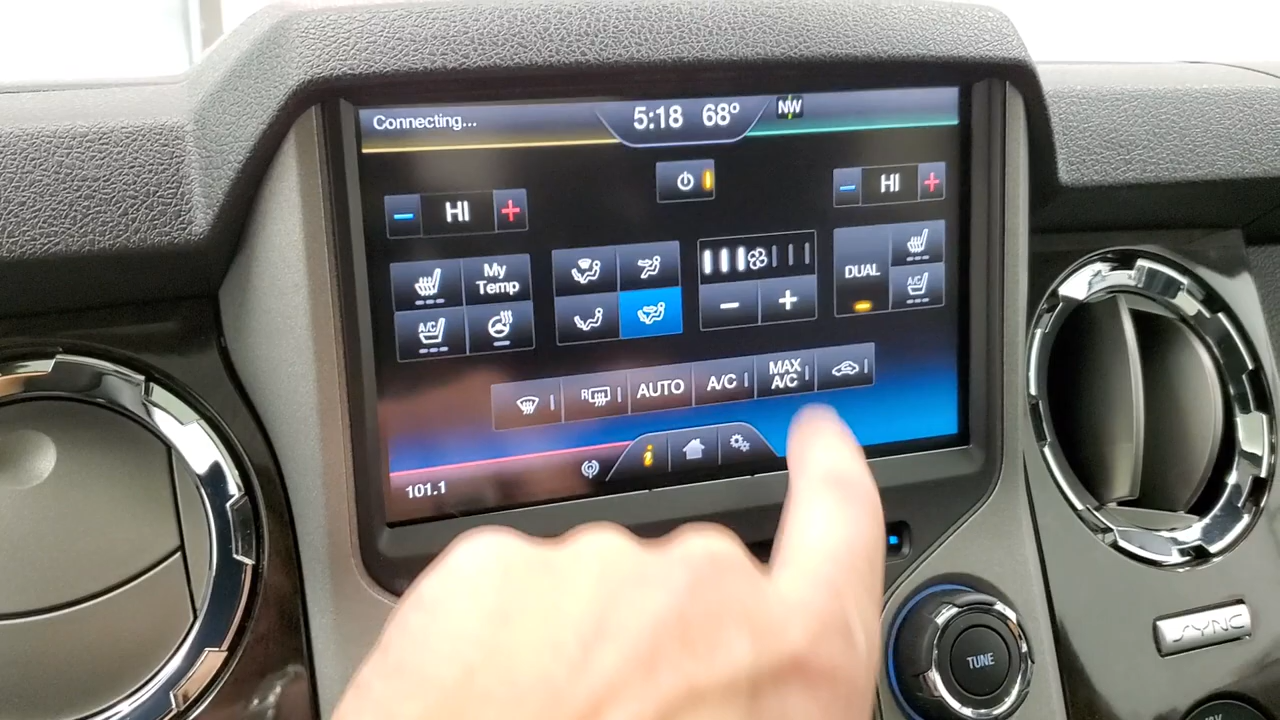 Connecting...
5:18 68°
NW
HI
HI
My
Temp
A/C
DUAL
A/C
R
AUTO
A/C
MAX
A/C
i
101.1
SYNC
TUNE